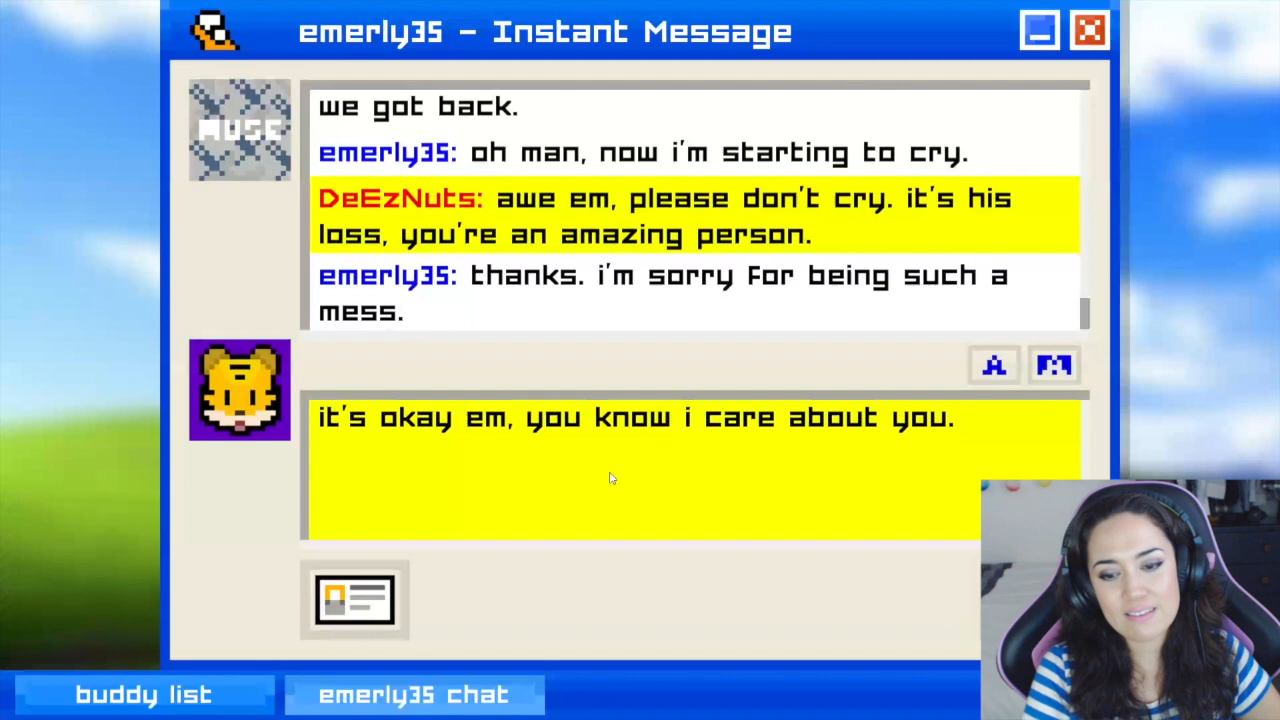 emerly35 - Instant Message
we got back.
MUSE
emerly35: oh man, now i'm starting to cry.
DeEzNuts: awe em, please don't cry. it's his
loss, you're an amazing person.
emerly35: thanks. i'm sorry for being such a
mess.
A
it's okay em, you know i care about you.
buddy list
emerly35 chat